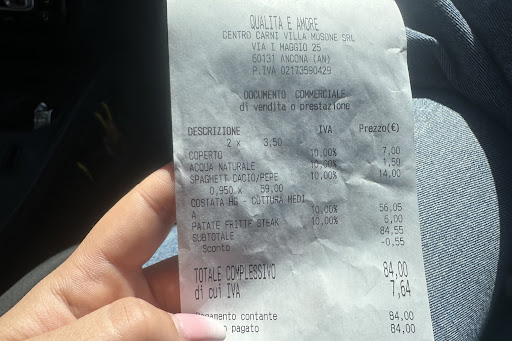 QUALITA E AMORE
CENTRO CARNI VILLA MUSONE SRL
VIA I MAGGIO 25
60131 ANCONA (AN)
P.IVA 02173590429
DOCUMENTO COMMERCIALE
di vendita o prestazione
DESCRIZIONE IVA Prezzo(€)
2 x 3,50
COPERTO 10,00% 7,00
ACQUA NATURALE 10,00% 1,50
SPAGHETT CACIO/PEPE 10,00% 14,00
0,950 x 59,00
COSTATA HG - COTTURA MEDI
A 10,00% 56,05
PATATE FRITTE STEAK 10,00% 6,00
SUBTOTALE 84,55
Sconto -0,55
TOTALE COMPLESSIVO 84,00
di cui IVA 7,64
Pagamento contante 84,00
pagato 84,00